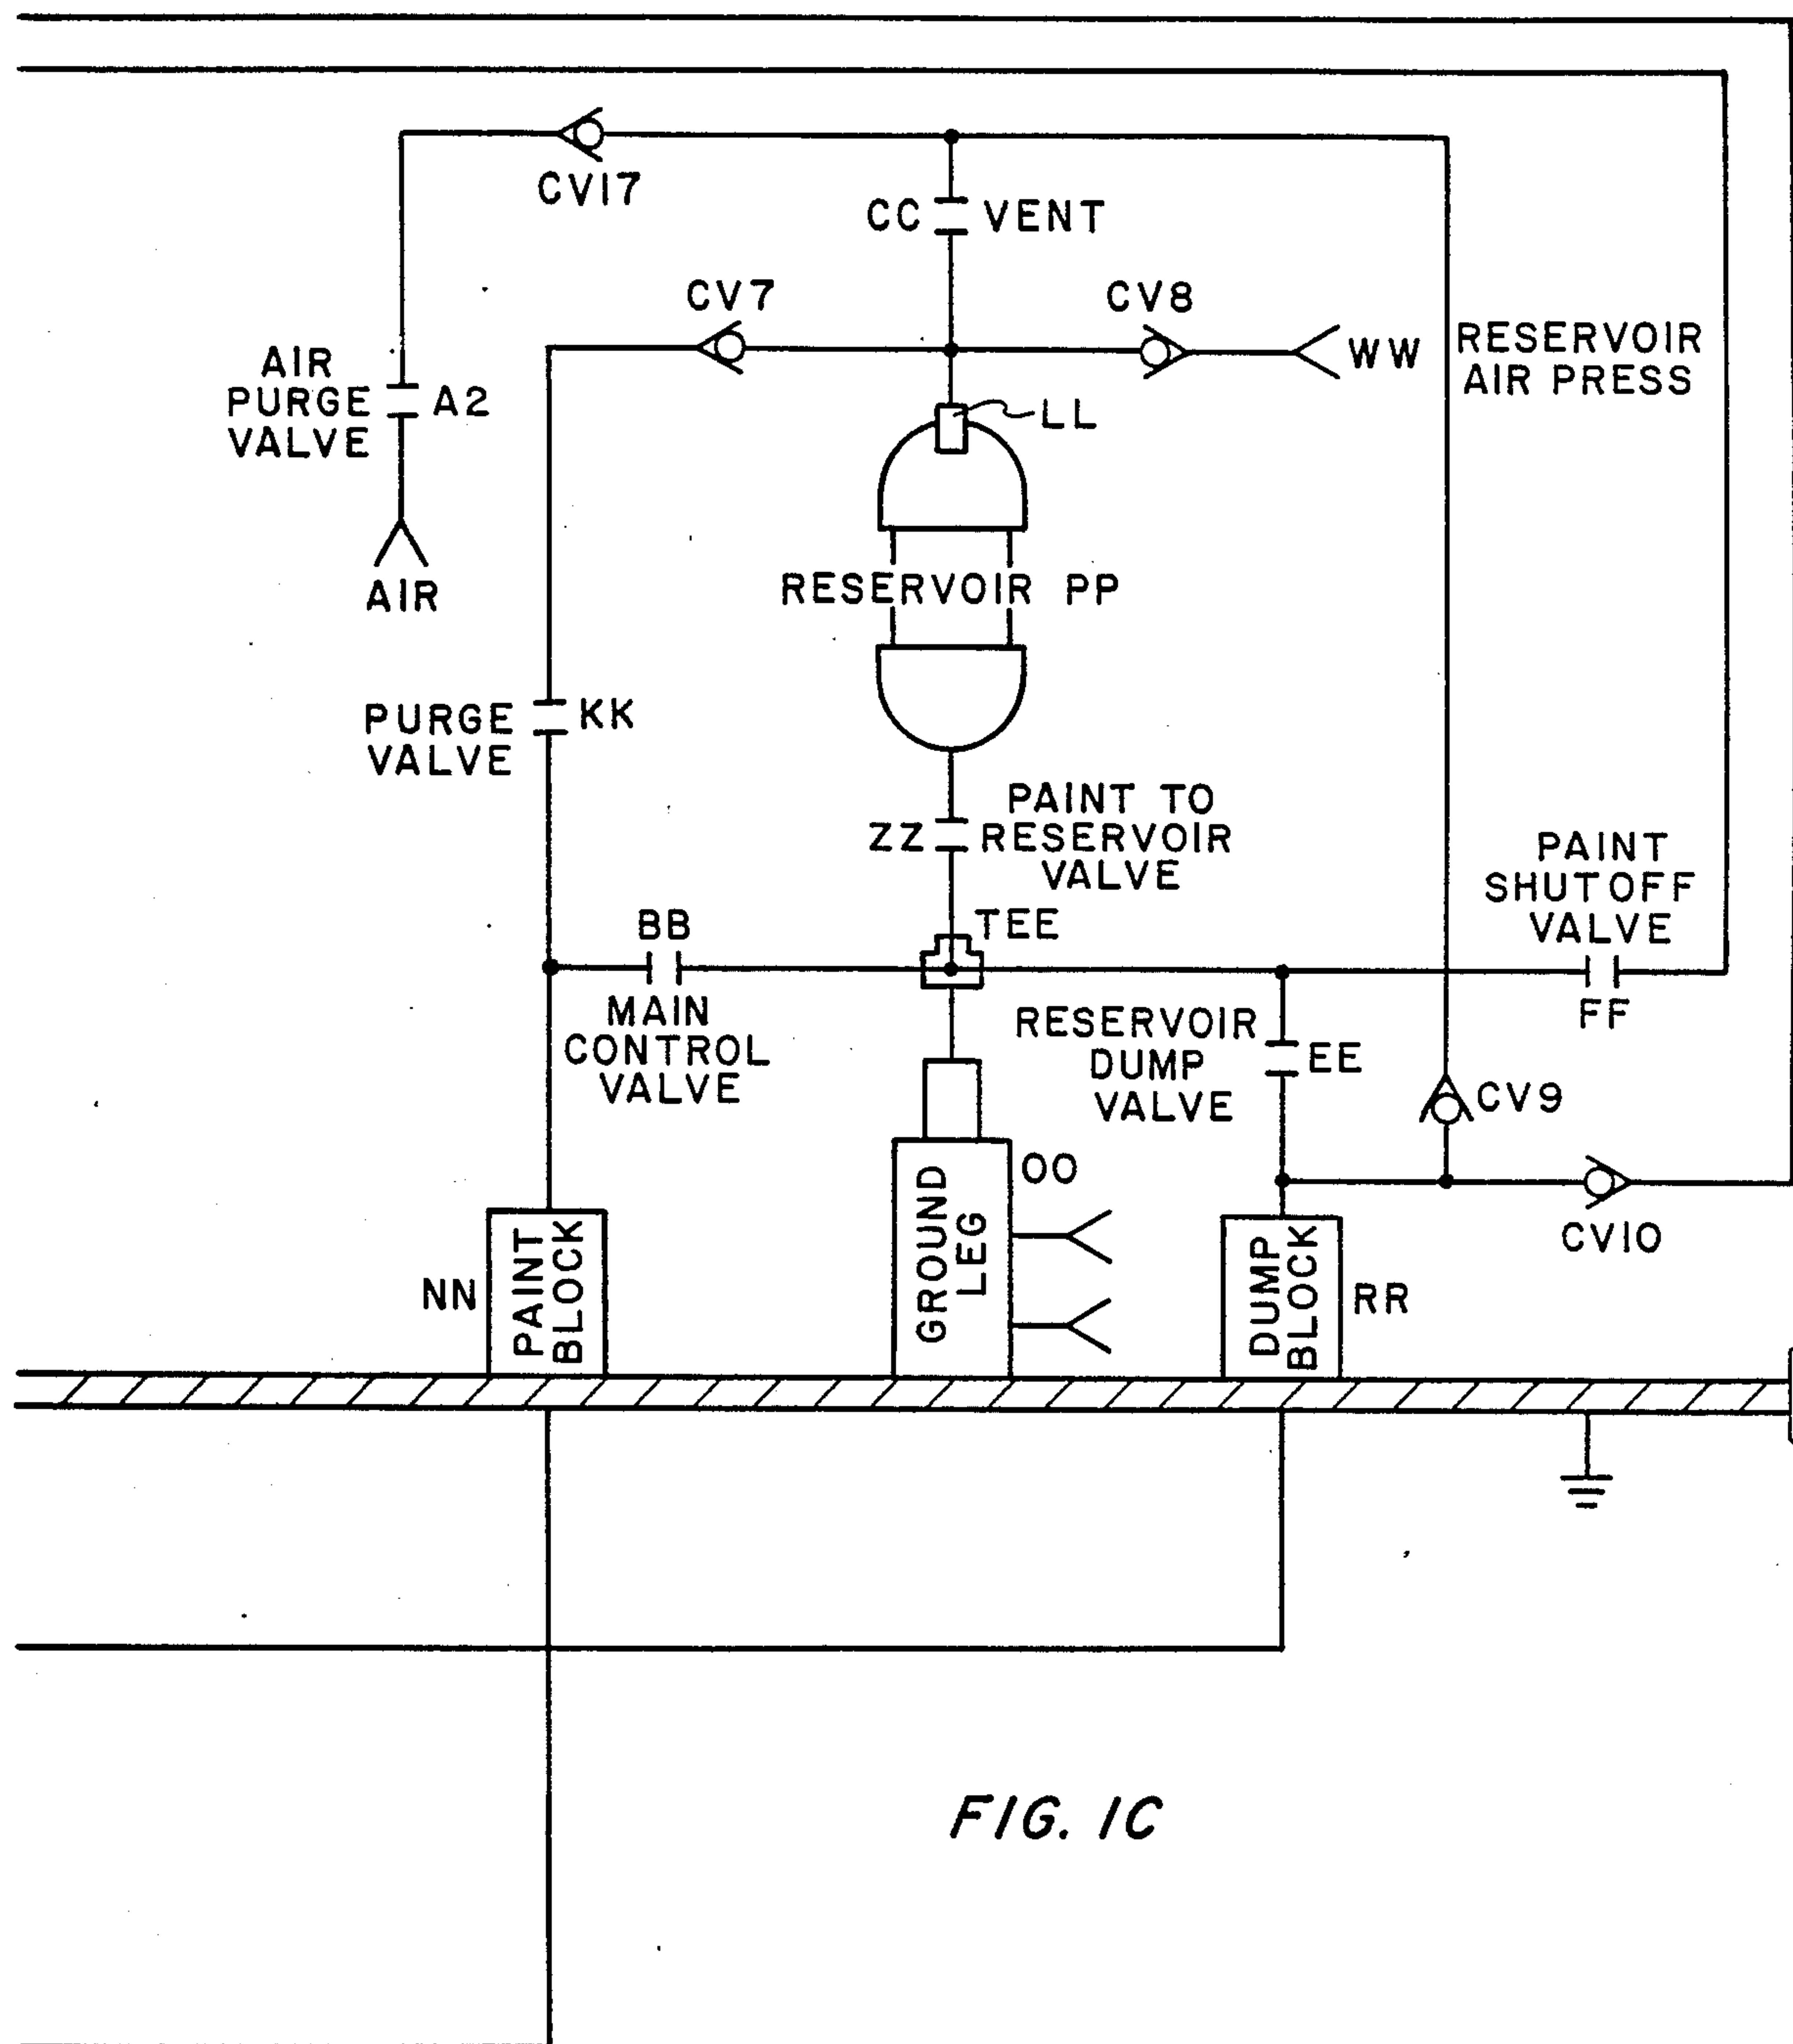 CV17
CC VENT
CV7
CV8
WW
RESERVOIR
AIR PRESS
AIR
PURGE
VALVE
A2
LL
AIR
RESERVOIR PP
PURGE
VALVE
KK
ZZ
PAINT TO
RESERVOIR
VALVE
PAINT
SHUTOFF
VALVE
BB
TEE
MAIN
CONTROL
VALVE
FF
RESERVOIR
DUMP
VALVE
EE
CV9
OO
CV10
NN
PAINT
BLOCK
GROUND
LEG
DUMP
BLOCK
RR
FIG. 1C